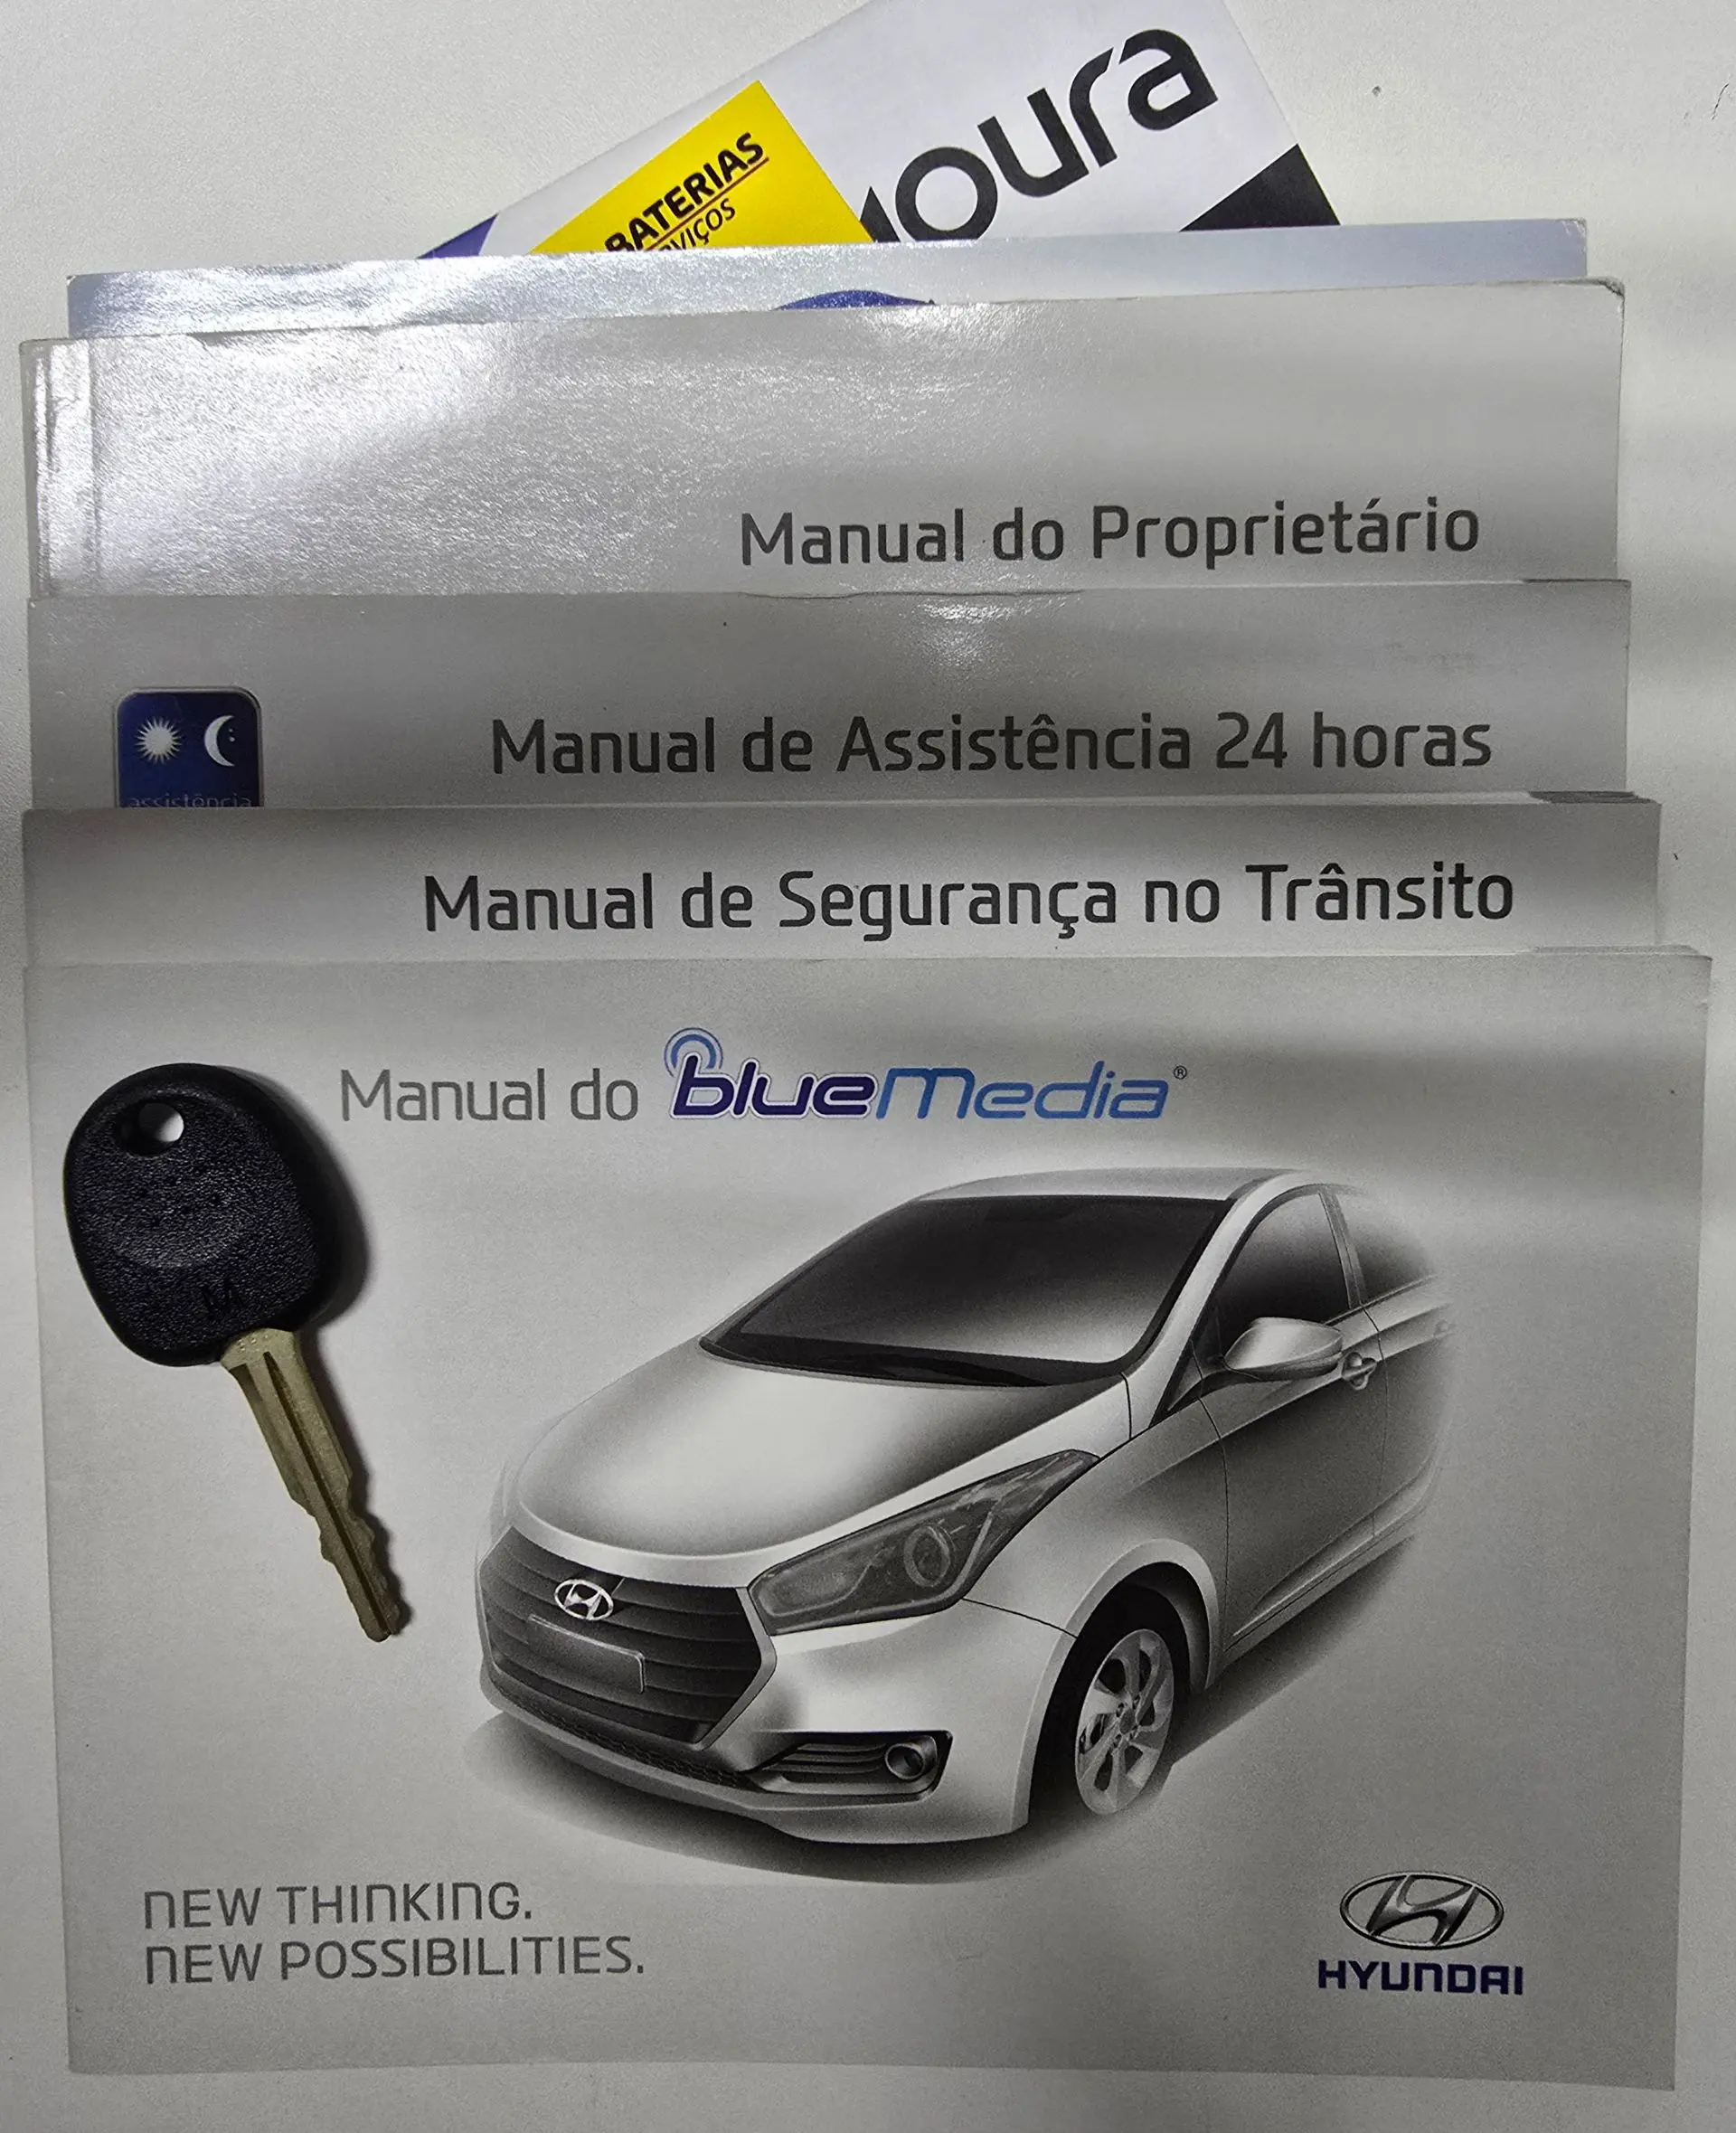 oura
BATERIAS
Manual do Proprietário
Manual de Assistência 24 horas
assistência
Manual de Segurança no Trânsito
Manual do blueMedia®
NEW THINKING.
NEW POSSIBILITIES.
HYUNDAI